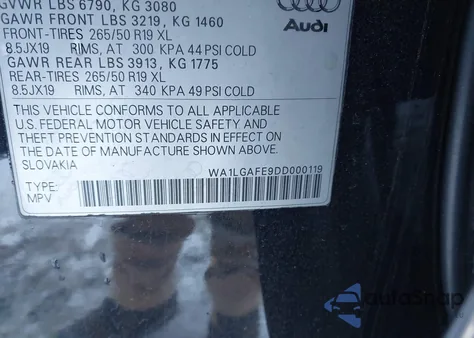 GVWR LBS 6790, KG 3080
GAWR FRONT LBS 3219, KG 1460
FRONT-TIRES 265/50 R19 XL
8.5JX19 RIMS, AT 300 KPA 44 PSI COLD
GAWR REAR LBS 3913, KG 1775
REAR-TIRES 265/50 R19 XL
8.5JX19 RIMS, AT 340 KPA 49 PSI COLD
Audi
THIS VEHICLE CONFORMS TO ALL APPLICABLE
U.S. FEDERAL MOTOR VEHICLE SAFETY AND
THEFT PREVENTION STANDARDS IN EFFECT ON
THE DATE OF MANUFACTURE SHOWN ABOVE.
SLOVAKIA
WA1LGAFE9DD000119
TYPE:
MPV
autoSnap